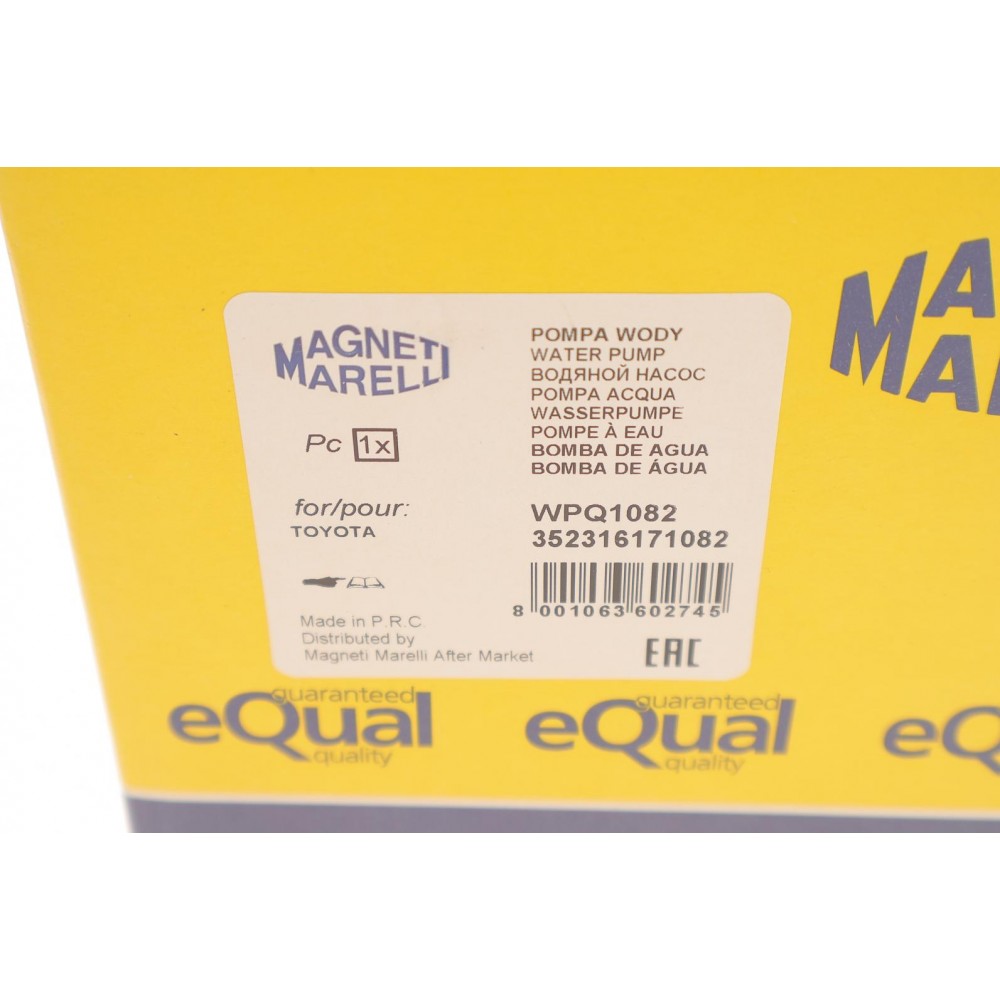 MAGNETI
MARELLI
Pc 1x
for/pour:
TOYOTA
POMPA WODY
WATER PUMP
ВОДЯНОЙ НАСОС
POMPA ACQUA
WASSERPUMPE
POMPE À EAU
BOMBA DE AGUA
BOMBA DE ÁGUA
WPQ1082
352316171082
8 001063 602745
Made in P.R.C.
Distributed by
Magneti Marelli After Market
EAC
MA
MA
guaranteed
eQual
quality
guaranteed
eQual
quality
eQ